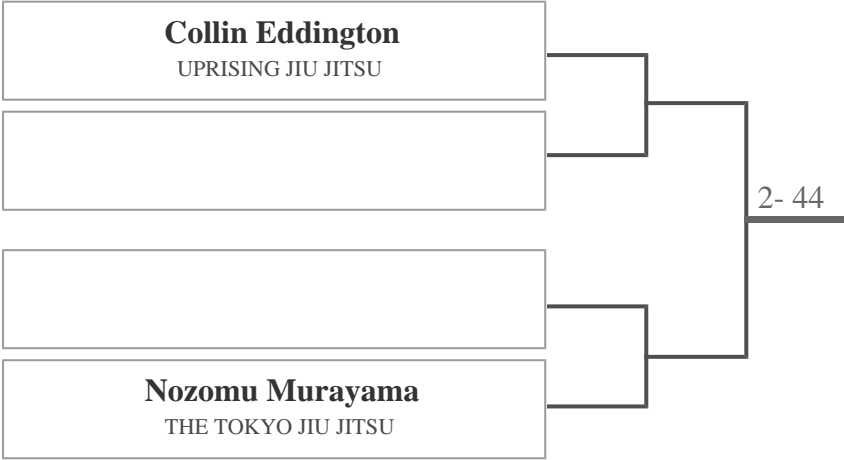 Collin Eddington
UPRISING JIU JITSU
2- 44
Nozomu Murayama
THE TOKYO JIU JITSU